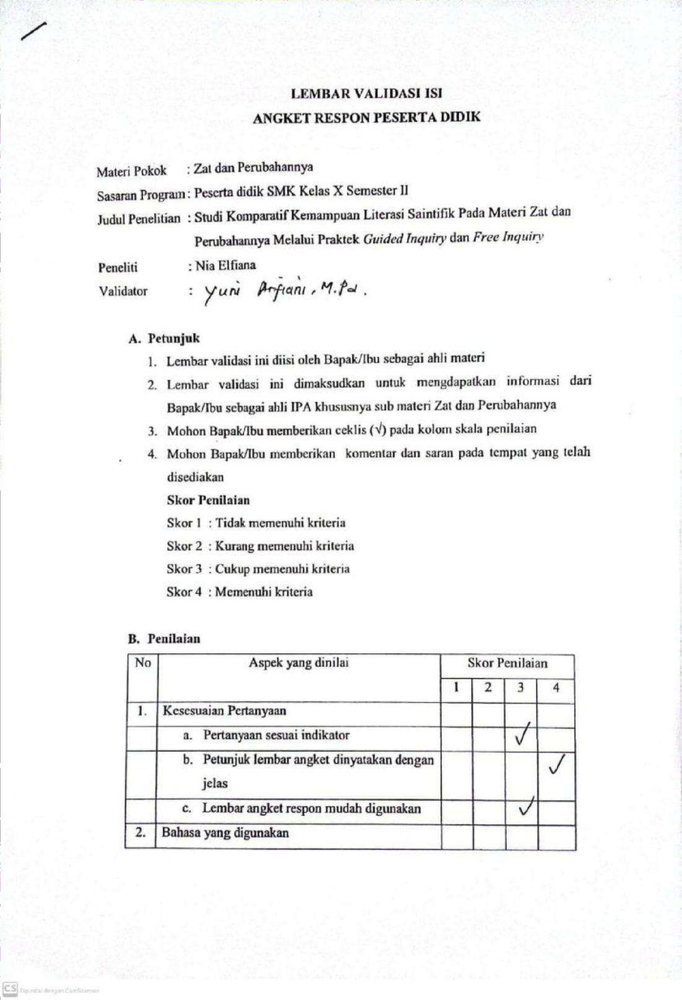 LEMBAR VALIDASI ISI
ANGKET RESPON PESERTA DIDIK
Materi Pokok : Zat dan Perubahannya
Sasaran Program : Peserta didik SMK Kelas X Semester II
Judul Penelitian : Studi Komparatif Kemampuan Literasi Saintifik Pada Materi Zat dan
Perubahannya Melalui Praktek Guided Inquiry dan Free Inquiry
Peneliti : Nia Elfiana
Validator : Yuni Arfiani, M.Pd.
A. Petunjuk
1. Lembar validasi ini diisi oleh Bapak/Ibu sebagai ahli materi
2. Lembar validasi ini dimaksudkan untuk mengdapatkan informasi dari
Bapak/Ibu sebagai ahli IPA khususnya sub materi Zat dan Perubahannya
3. Mohon Bapak/Ibu memberikan ceklis (√) pada kolom skala penilaian
4. Mohon Bapak/Ibu memberikan komentar dan saran pada tempat yang telah
disediakan
Skor Penilaian
Skor 1 : Tidak memenuhi kriteria
Skor 2 : Kurang memenuhi kriteria
Skor 3 : Cukup memenuhi kriteria
Skor 4 : Memenuhi kriteria
B. Penilaian
No Aspek yang dinilai Skor Penilaian
1 2 3 4
1. Kesesuaian Pertanyaan
a. Pertanyaan sesuai indikator ✓
b. Petunjuk lembar angket dinyatakan dengan ✓
jelas
c. Lembar angket respon mudah digunakan ✓
2. Bahasa yang digunakan
CS Dipindai dengan CamScanner